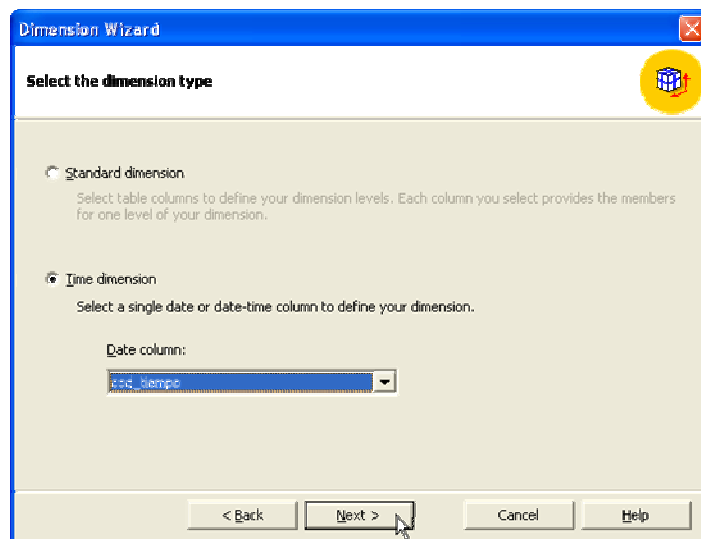 Dimension Wizard
Select the dimension type
Standard dimension
Select table columns to define your dimension levels. Each column you select provides the members
for one level of your dimension.
Time dimension
Select a single date or date-time column to define your dimension.
Date column:
cod_tiempo
< Back
Next >
Cancel
Help